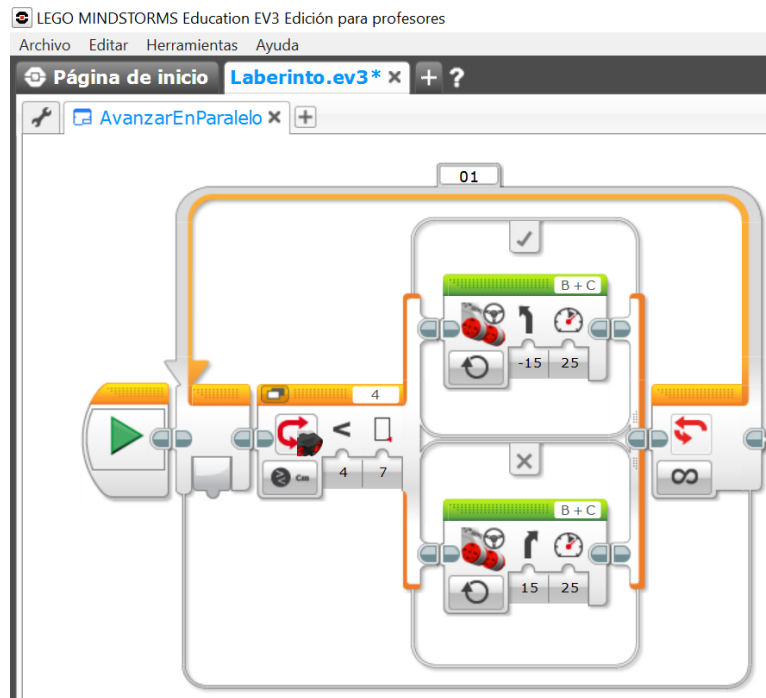 LEGO MINDSTORMS Education EV3 Edición para profesores
Archivo Editar Herramientas Ayuda
Página de inicio Laberinto.ev3* × + ?
AvanzarEnParalelo × +
01
B + C
-15 25
4
<
Cm 4 7
∞
B + C
15 25